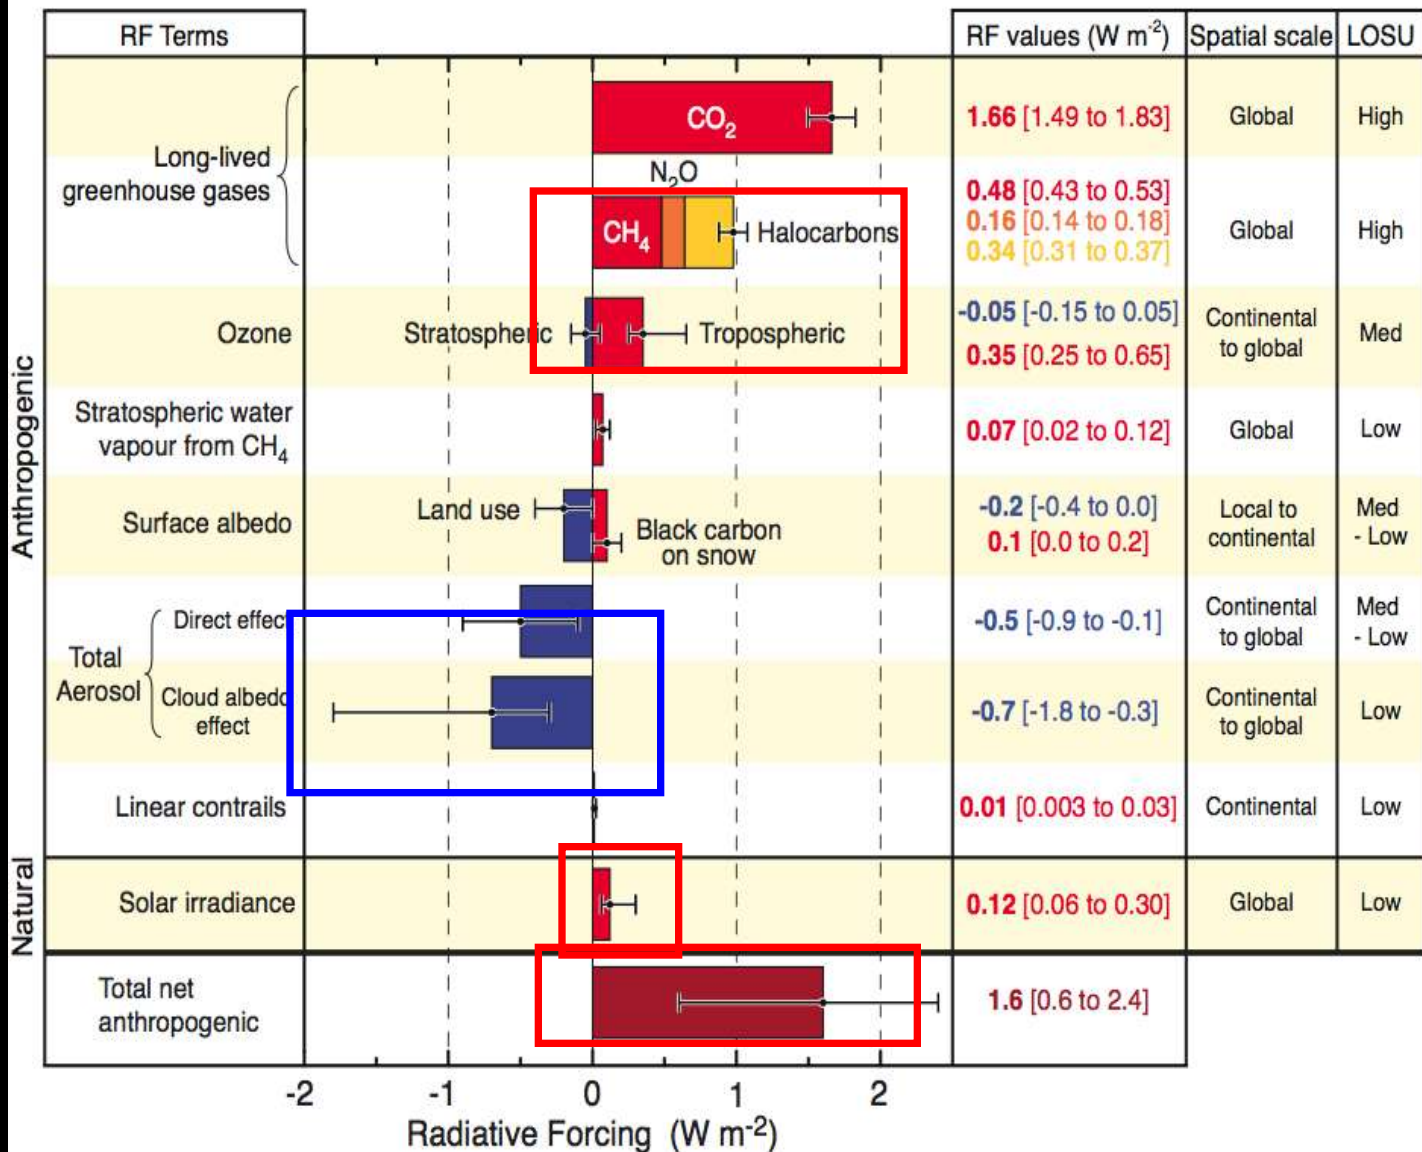 RF Terms
RF values (W m⁻²)
Spatial scale
LOSU
Anthropogenic
Long-lived
greenhouse gases
CO₂
1.66 [1.49 to 1.83]
Global
High
N₂O
CH₄
Halocarbons
0.48 [0.43 to 0.53]
0.16 [0.14 to 0.18]
0.34 [0.31 to 0.37]
Global
High
Ozone
Stratospheric
Tropospheric
-0.05 [-0.15 to 0.05]
0.35 [0.25 to 0.65]
Continental
to global
Med
Stratospheric water
vapour from CH₄
0.07 [0.02 to 0.12]
Global
Low
Surface albedo
Land use
Black carbon
on snow
-0.2 [-0.4 to 0.0]
0.1 [0.0 to 0.2]
Local to
continental
Med
- Low
Total
Aerosol
Direct effect
-0.5 [-0.9 to -0.1]
Continental
to global
Med
- Low
Cloud albedo
effect
-0.7 [-1.8 to -0.3]
Continental
to global
Low
Linear contrails
0.01 [0.003 to 0.03]
Continental
Low
Natural
Solar irradiance
0.12 [0.06 to 0.30]
Global
Low
Total net
anthropogenic
1.6 [0.6 to 2.4]
-2 -1 0 1 2
Radiative Forcing (W m⁻²)